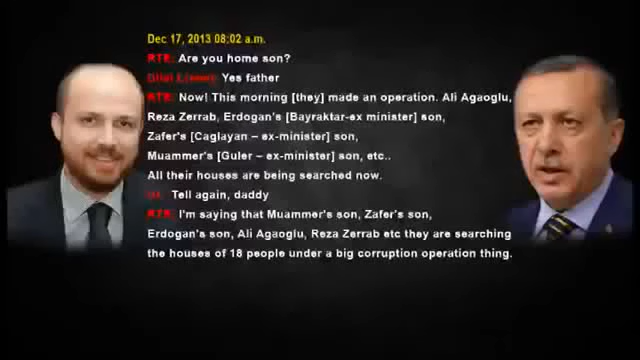 Dec 17, 2013 08:02 a.m.
RTE: Are you home son?
Yes father
RTE: Now! This morning [they] made an operation. Ali Agaoglu,
Reza Zerrab, Erdogan's [Bayraktar-ex minister] son,
Zafer's [Caglayan – ex-minister] son,
Muammer's [Guler – ex-minister] son, etc..
All their houses are being searched now.
Tell again, daddy
RTE: I'm saying that Muammer's son, Zafer's son,
Erdogan's son, Ali Agaoglu, Reza Zerrab etc they are searching
the houses of 18 people under a big corruption operation thing.